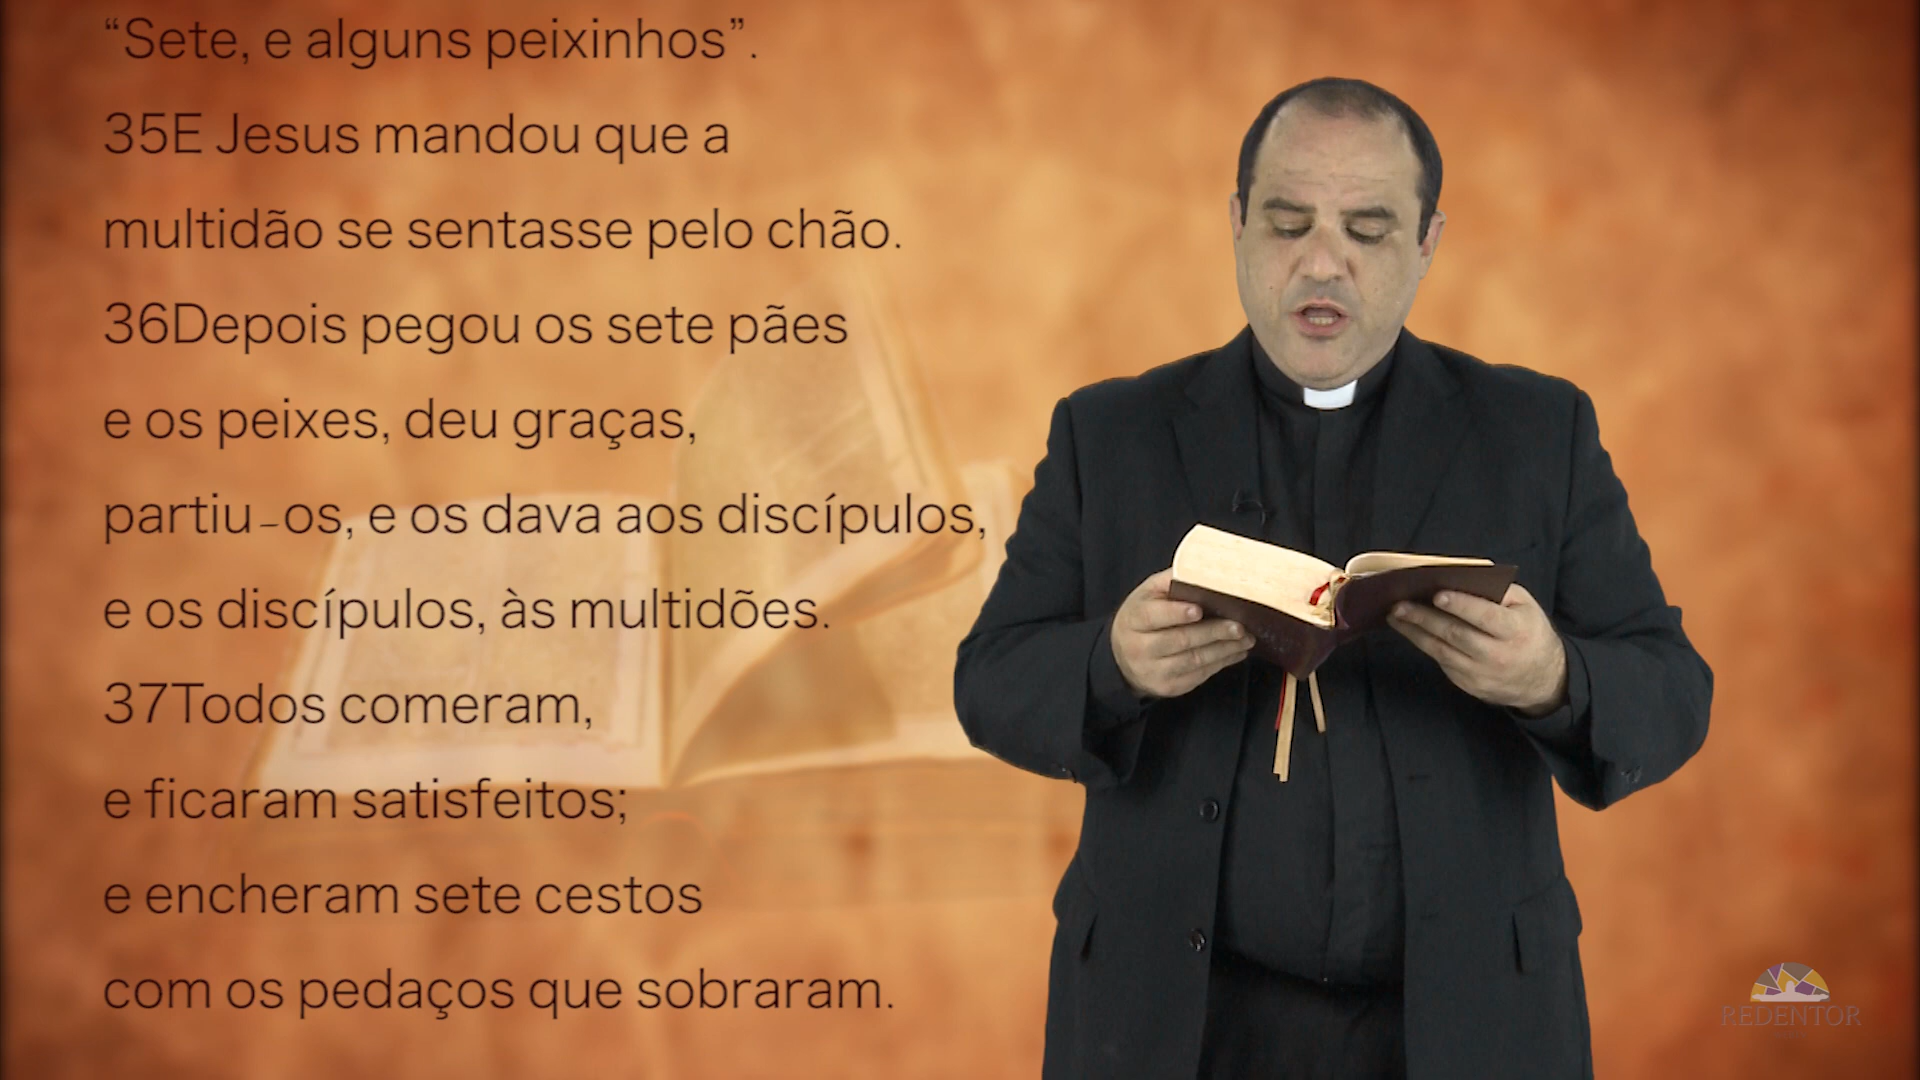 “Sete, e alguns peixinhos”.
35E Jesus mandou que a
multidão se sentasse pelo chão.
36Depois pegou os sete pães
e os peixes, deu graças,
partiu-os, e os dava aos discípulos,
e os discípulos, às multidões.
37Todos comeram,
e ficaram satisfeitos;
e encheram sete cestos
com os pedaços que sobraram.
REDENTOR